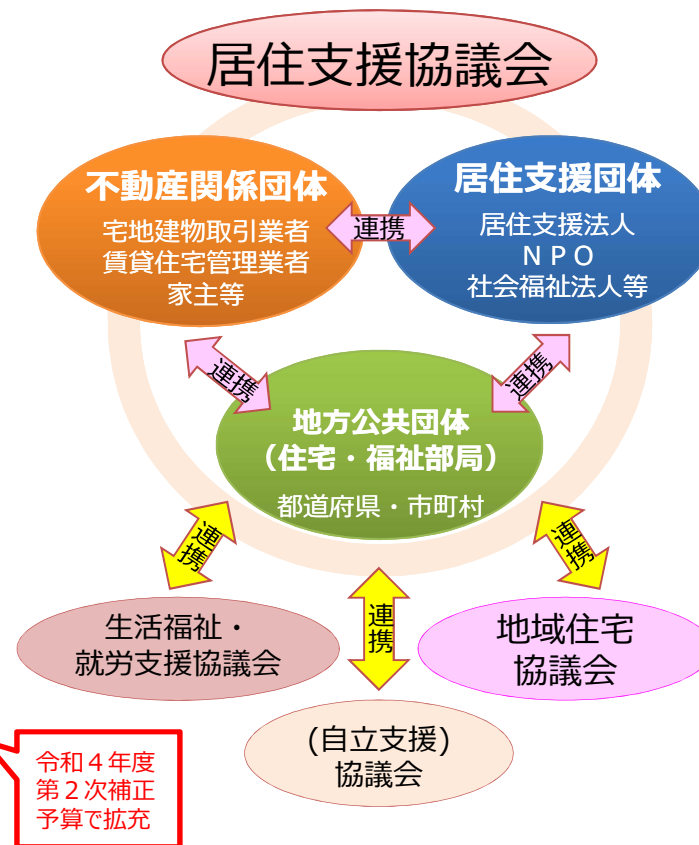 居住支援協議会
不動産関係団体
宅地建物取引業者
賃貸住宅管理業者
家主等
連携
居住支援団体
居住支援法人
ＮＰＯ
社会福祉法人等
連携
連携
地方公共団体
（住宅・福祉部局）
都道府県・市町村
連携
連携
連携
生活福祉・
就労支援協議会
地域住宅
協議会
(自立支援)
協議会
令和４年度
第２次補正
予算で拡充